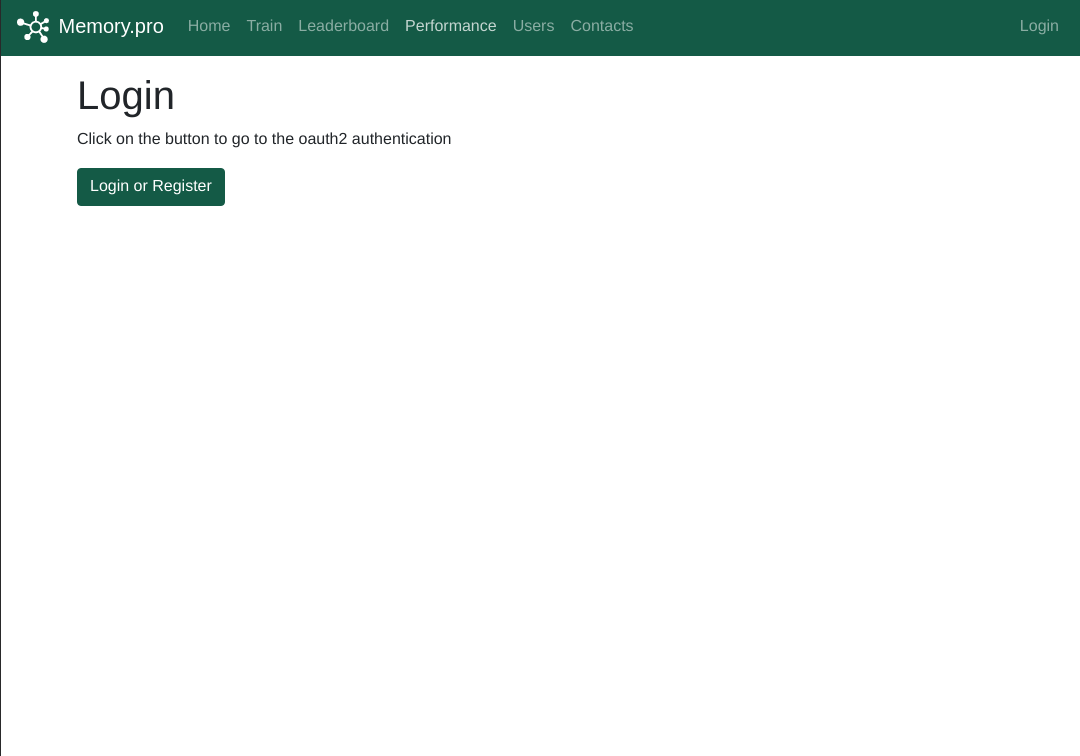 Memory.pro Home Train Leaderboard Performance Users Contacts Login
Login
Click on the button to go to the oauth2 authentication
Login or Register